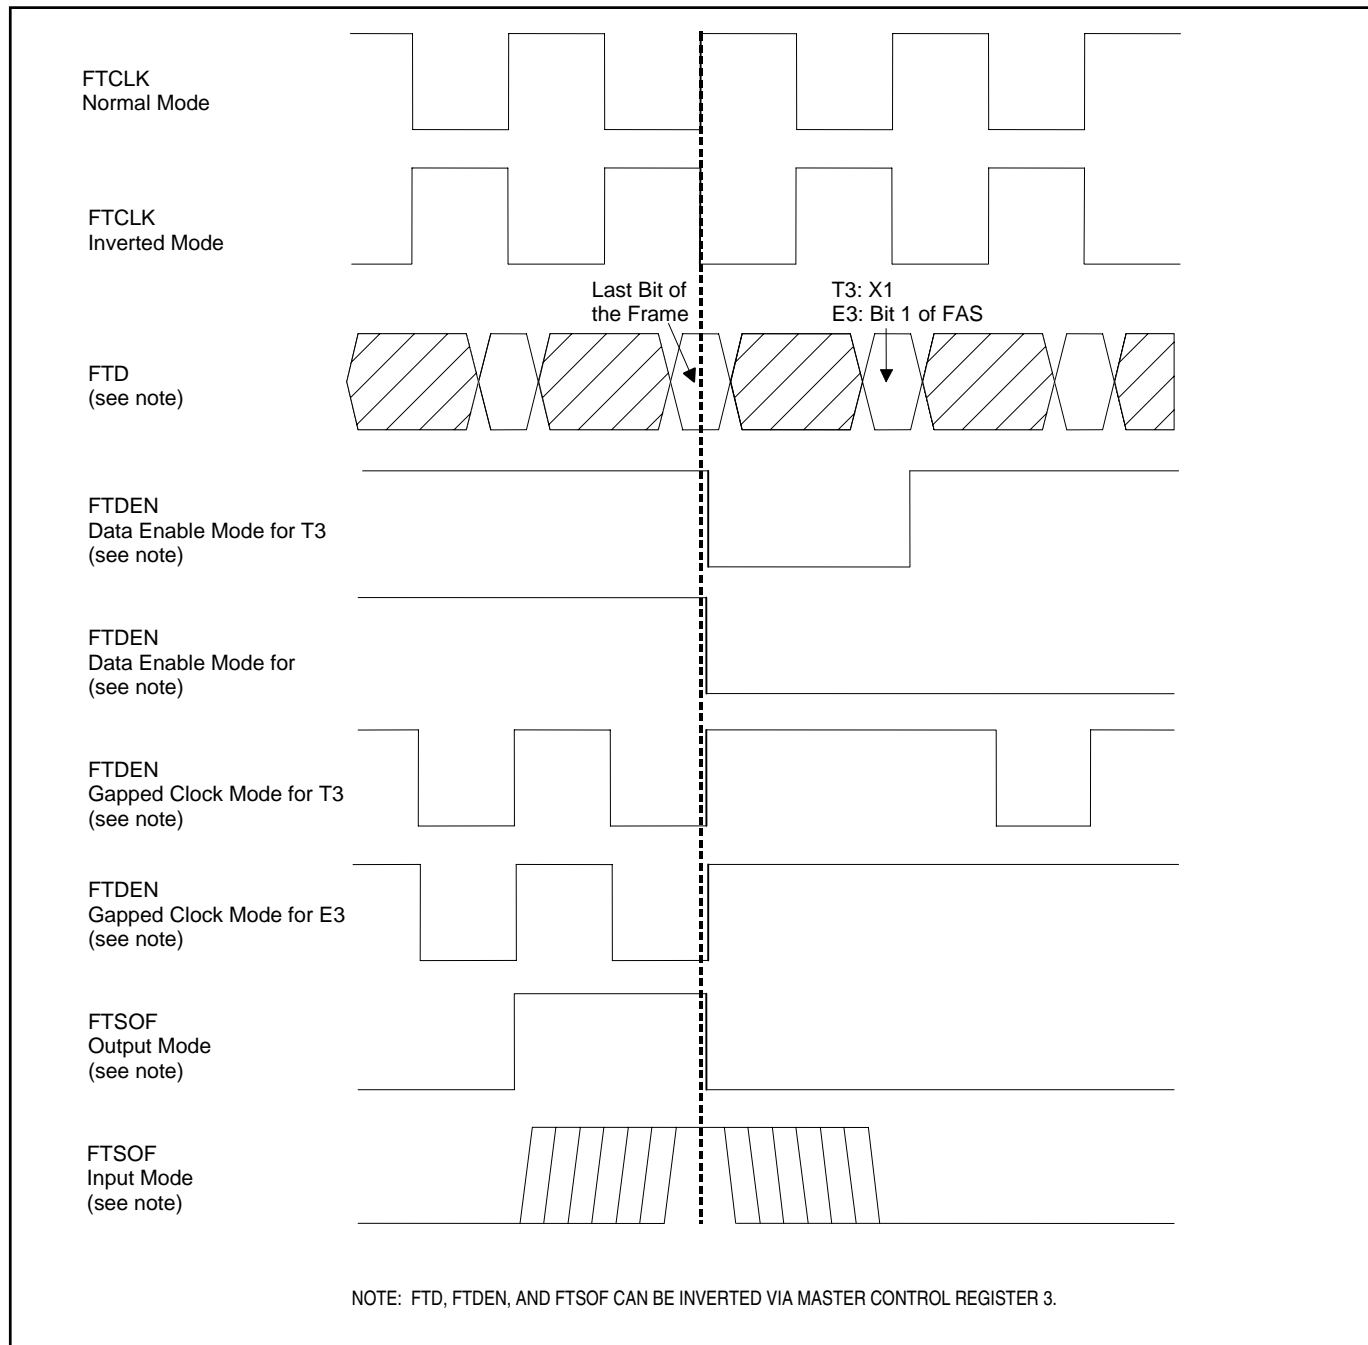 FTCLK
Normal Mode
FTCLK
Inverted Mode
Last Bit of
the Frame
T3: X1
E3: Bit 1 of FAS
FTD
(see note)
FTDEN
Data Enable Mode for T3
(see note)
FTDEN
Data Enable Mode for
(see note)
FTDEN
Gapped Clock Mode for T3
(see note)
FTDEN
Gapped Clock Mode for E3
(see note)
FTSOF
Output Mode
(see note)
FTSOF
Input Mode
(see note)
NOTE: FTD, FTDEN, AND FTSOF CAN BE INVERTED VIA MASTER CONTROL REGISTER 3.